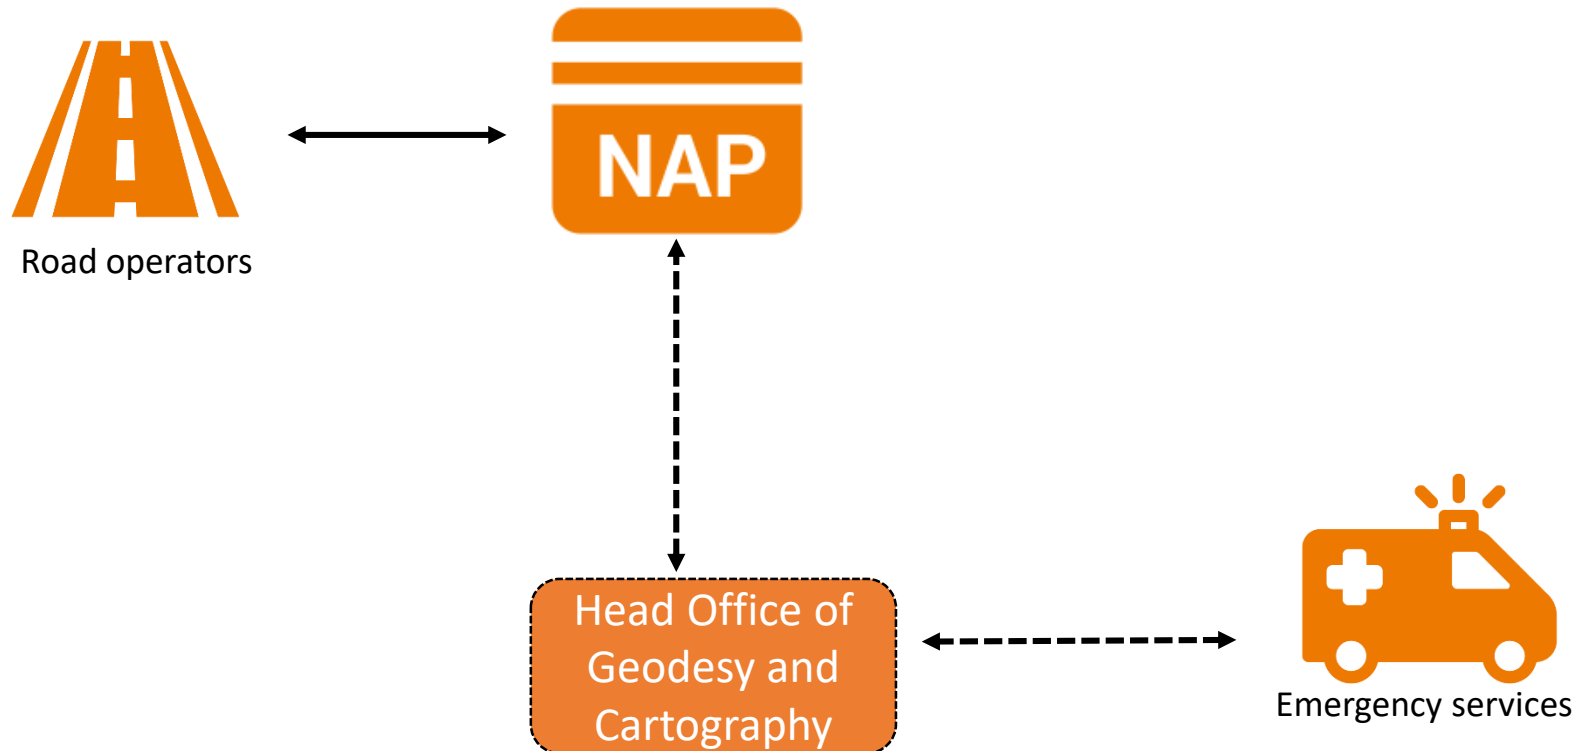 NAP
Road operators
Head Office of
Geodesy and
Cartography
Emergency services